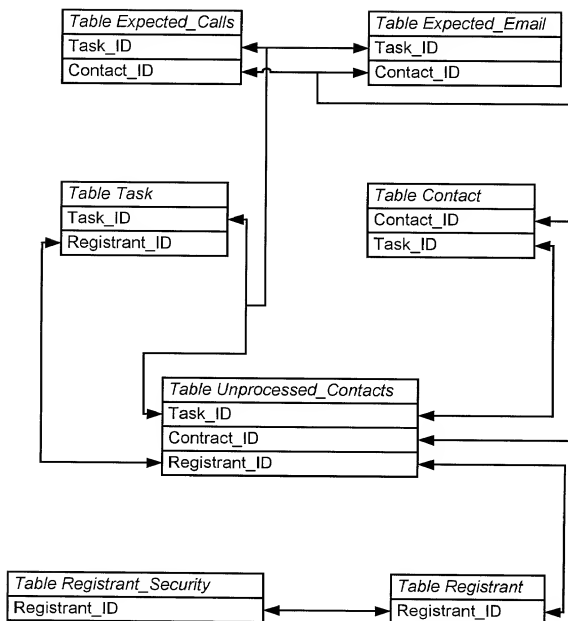 Table Expected_Calls
Task_ID
Contact_ID
Table Expected_Email
Task_ID
Contact_ID
Table Task
Task_ID
Registrant_ID
Table Contact
Contact_ID
Task_ID
Table Unprocessed_Contacts
Task_ID
Contract_ID
Registrant_ID
Table Registrant_Security
Registrant_ID
Table Registrant
Registrant_ID